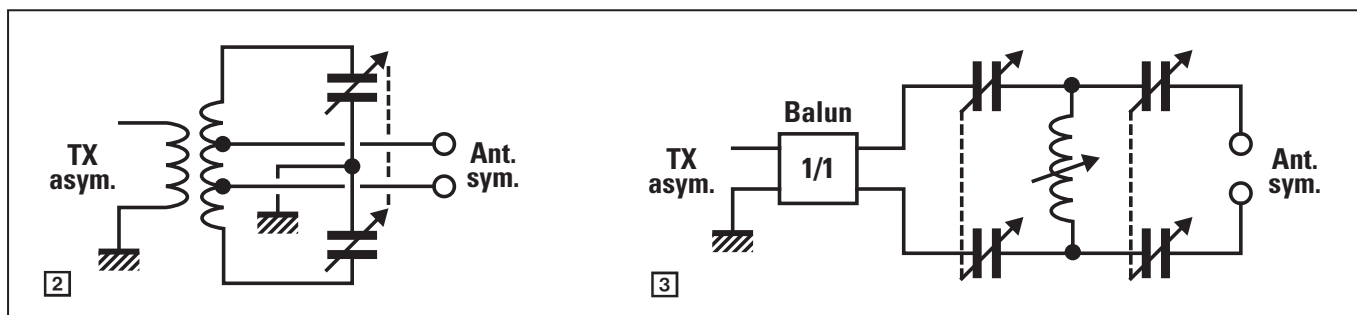 TX
asym.
Ant.
sym.
2
Balun
TX
asym.
1/1
Ant.
sym.
3